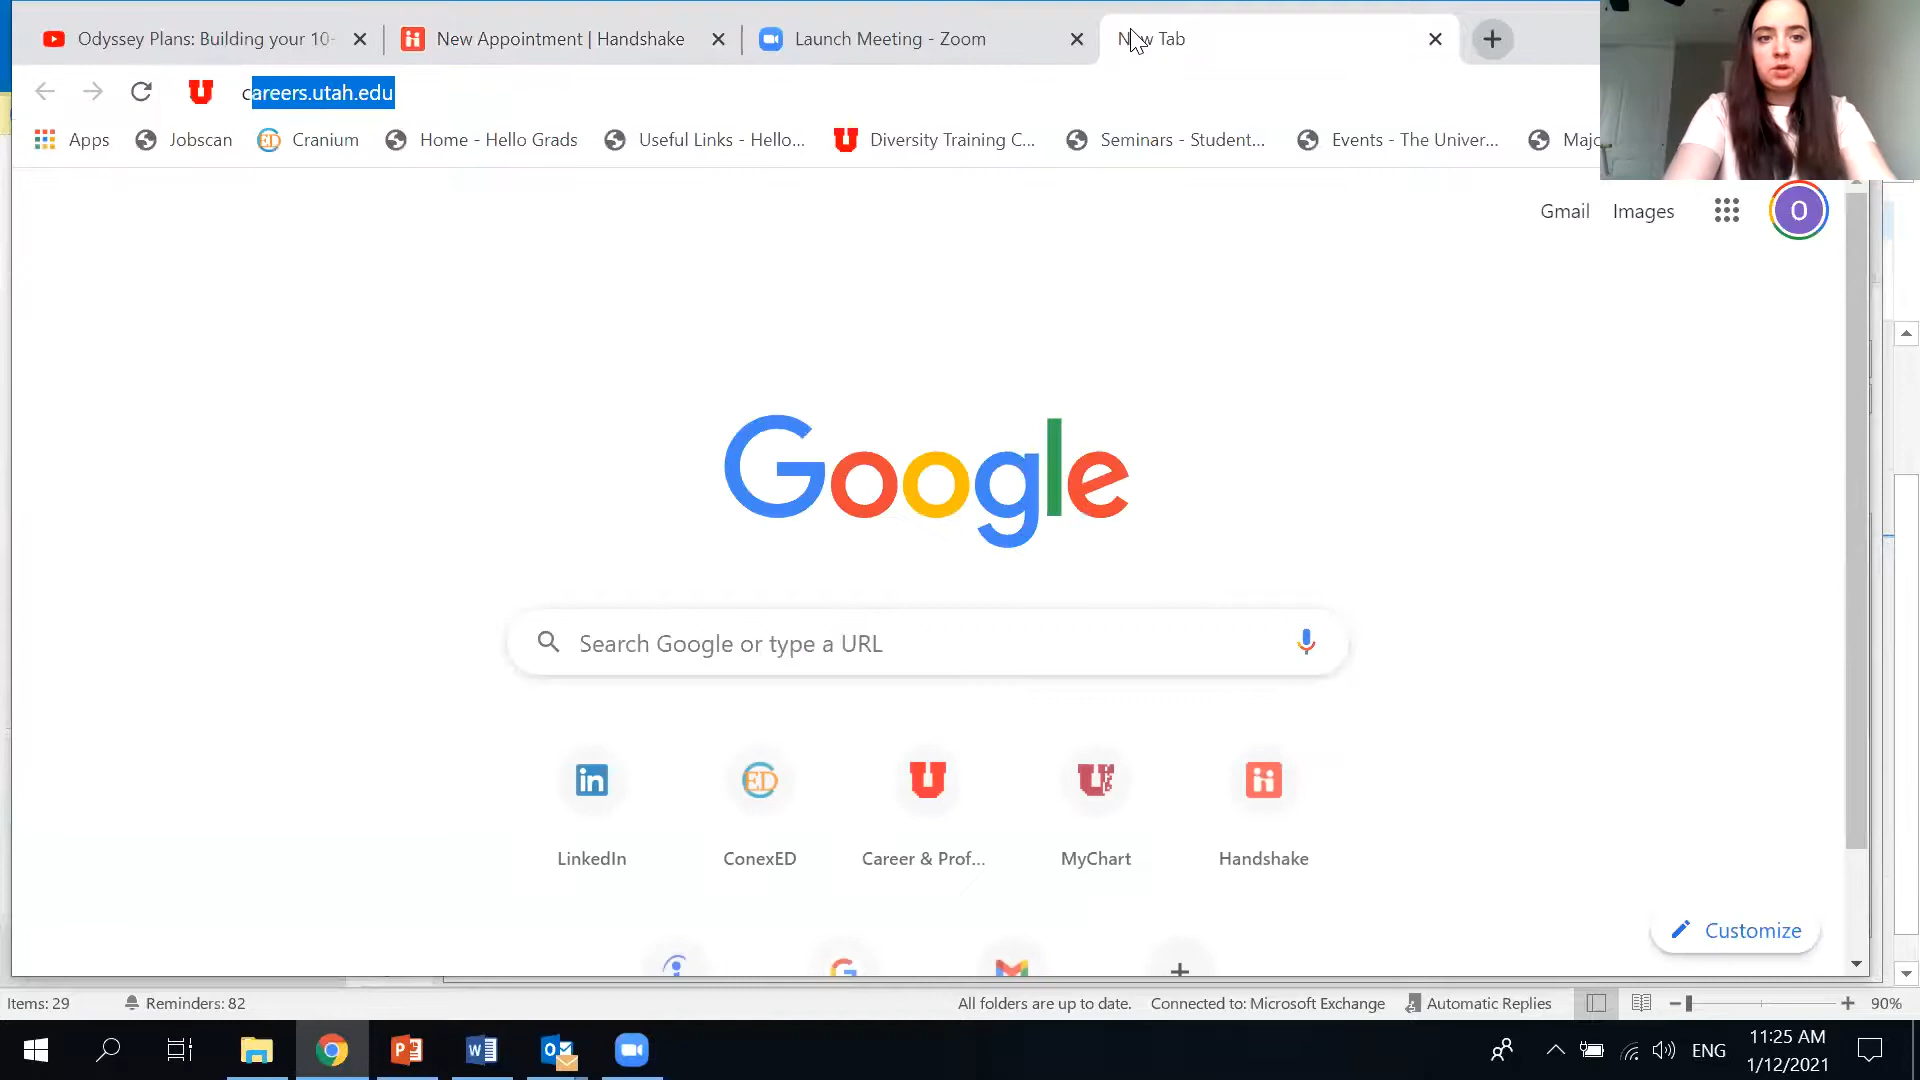 Odyssey Plans: Building your 10-
New Appointment | Handshake
Launch Meeting - Zoom
New Tab
careers.utah.edu
Apps
Jobscan
Cranium
Home - Hello Grads
Useful Links - Hello...
Diversity Training C...
Seminars - Student...
Events - The Univer...
Majo
Gmail
Images
O
Google
Search Google or type a URL
LinkedIn
ConexED
Career & Prof...
MyChart
Handshake
Customize
Items: 29
Reminders: 82
All folders are up to date.
Connected to: Microsoft Exchange
Automatic Replies
90%
ENG
11:25 AM
1/12/2021